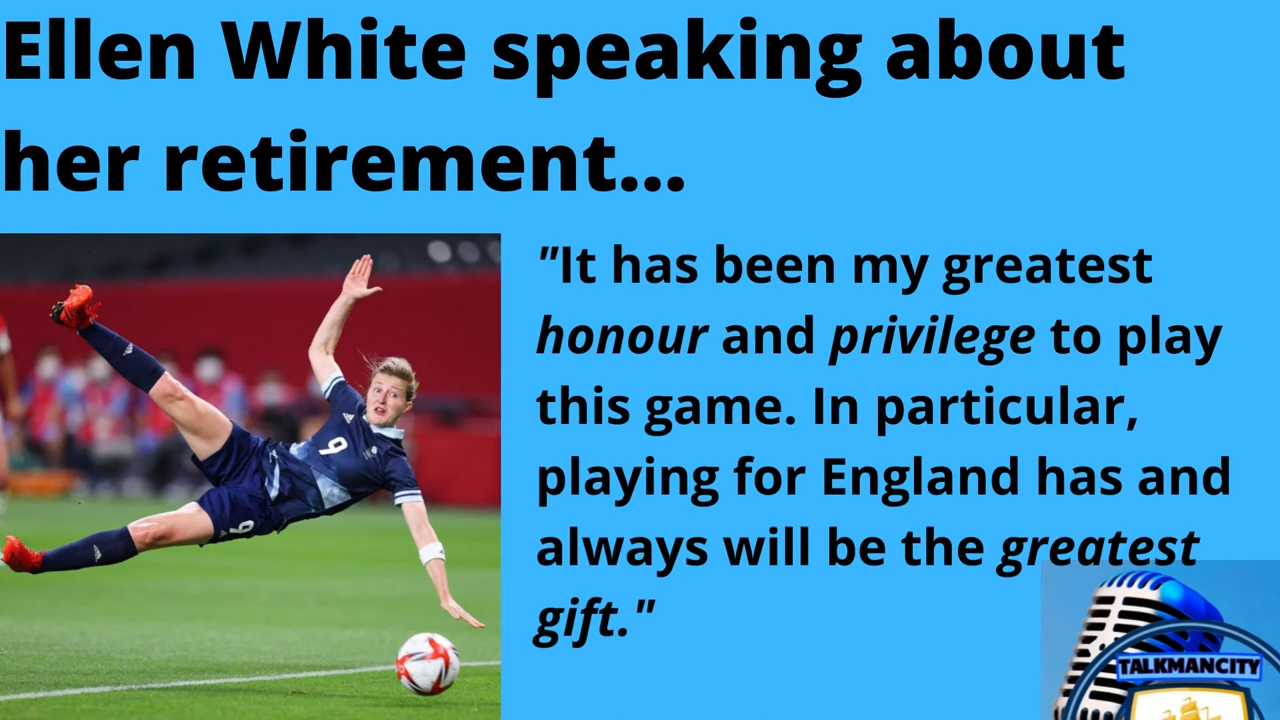 Ellen White speaking about
her retirement...
"It has been my greatest
honour and privilege to play
this game. In particular,
playing for England has and
always will be the greatest
gift."
9
9
TALKMANCITY